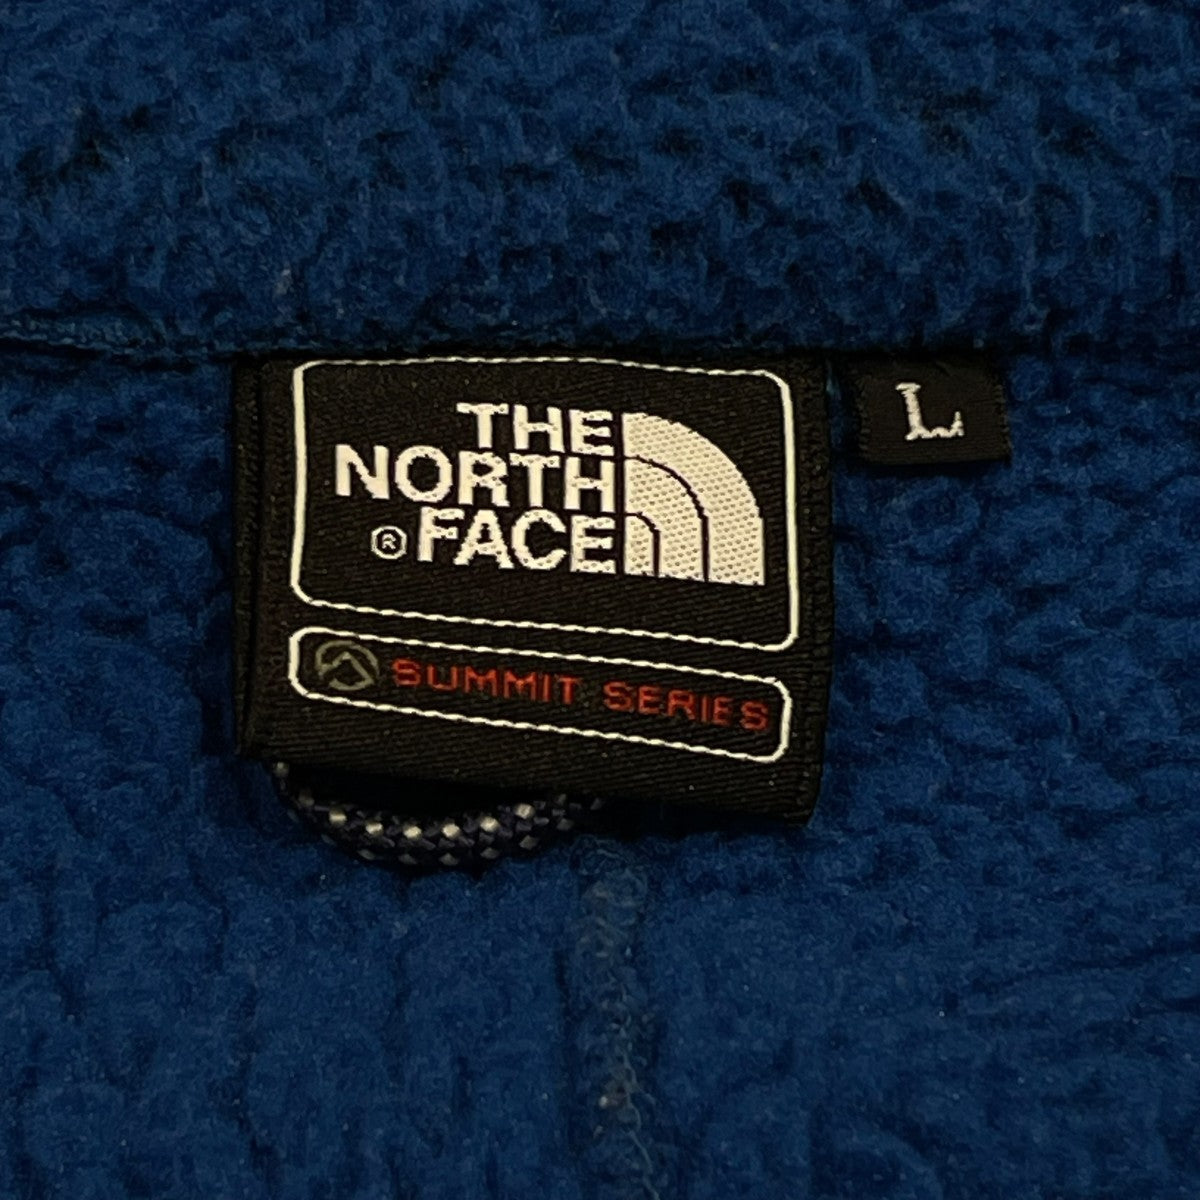 THE
NORTH
® FACE
SUMMIT SERIES
L